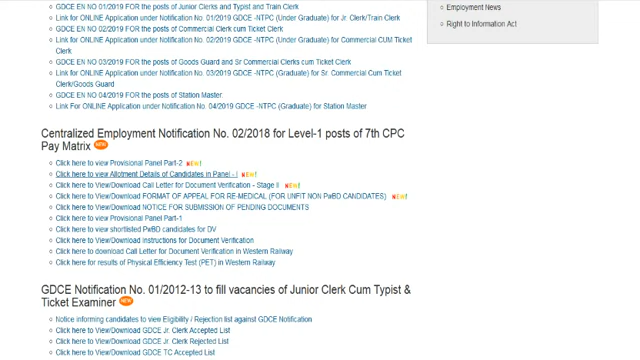 GDCE EN NO 01/2019 FOR the posts of Junior Clerks and Typist and Train Clerk
Link for ONLINE Application under Notification No. 01/2019 GDCE -NTPC (Under Graduate) for Jr. Clerk/Train Clerk
GDCE EN NO 02/2019 FOR the posts of Commercial Clerk cum Ticket Clerk
Link for ONLINE Application under Notification No. 02/2019 GDCE -NTPC (Under Graduate) for Commercial CUM Ticket
Clerk
GDCE EN NO 03/2019 FOR the posts of Goods Guard and Sr Commercial Clerks cum Ticket Clerk
Link for ONLINE Application under Notification No. 03/2019 GDCE -NTPC (Graduate) for Sr. Commercial Cum Ticket
Clerk/Goods Guard
GDCE EN NO 04/2019 FOR the posts of Station Master
Link For ONLINE Application under Notification No. 04/2019 GDCE -NTPC (Graduate) for Station Master
Employment News
Right to Information Act
Centralized Employment Notification No. 02/2018 for Level-1 posts of 7th CPC
Pay Matrix NEW
Click here to view Provisional Panel Part-2 NEW!
Click here to view Allotment Details of Candidates in Panel - I NEW!
Click here to View/Download Call Letter for Document Verification - Stage II NEW!
Click here to View/Download FORMAT OF APPEAL FOR RE-MEDICAL (FOR UNFIT NON PwBD CANDIDATES) NEW!
Click here to View/Download NOTICE FOR SUBMISSION OF PENDING DOCUMENTS
Click here to view Provisional Panel Part-1
Click here to view shortlisted PwBD candidates for DV
Click here to View/Download Instructions for Document Verification
Click here to download Call Letter for Document Verification in Western Railway
Click here for results of Physical Efficiency Test (PET) in Western Railway
GDCE Notification No. 01/2012-13 to fill vacancies of Junior Clerk Cum Typist &
Ticket Examiner NEW
Notice informing candidates to view Eligibility / Rejection list against GDCE Notification
Click here to View/Download GDCE Jr. Clerk Accepted List
Click here to View/Download GDCE Jr. Clerk Rejected List
Click here to View/Download GDCE TC Accepted List